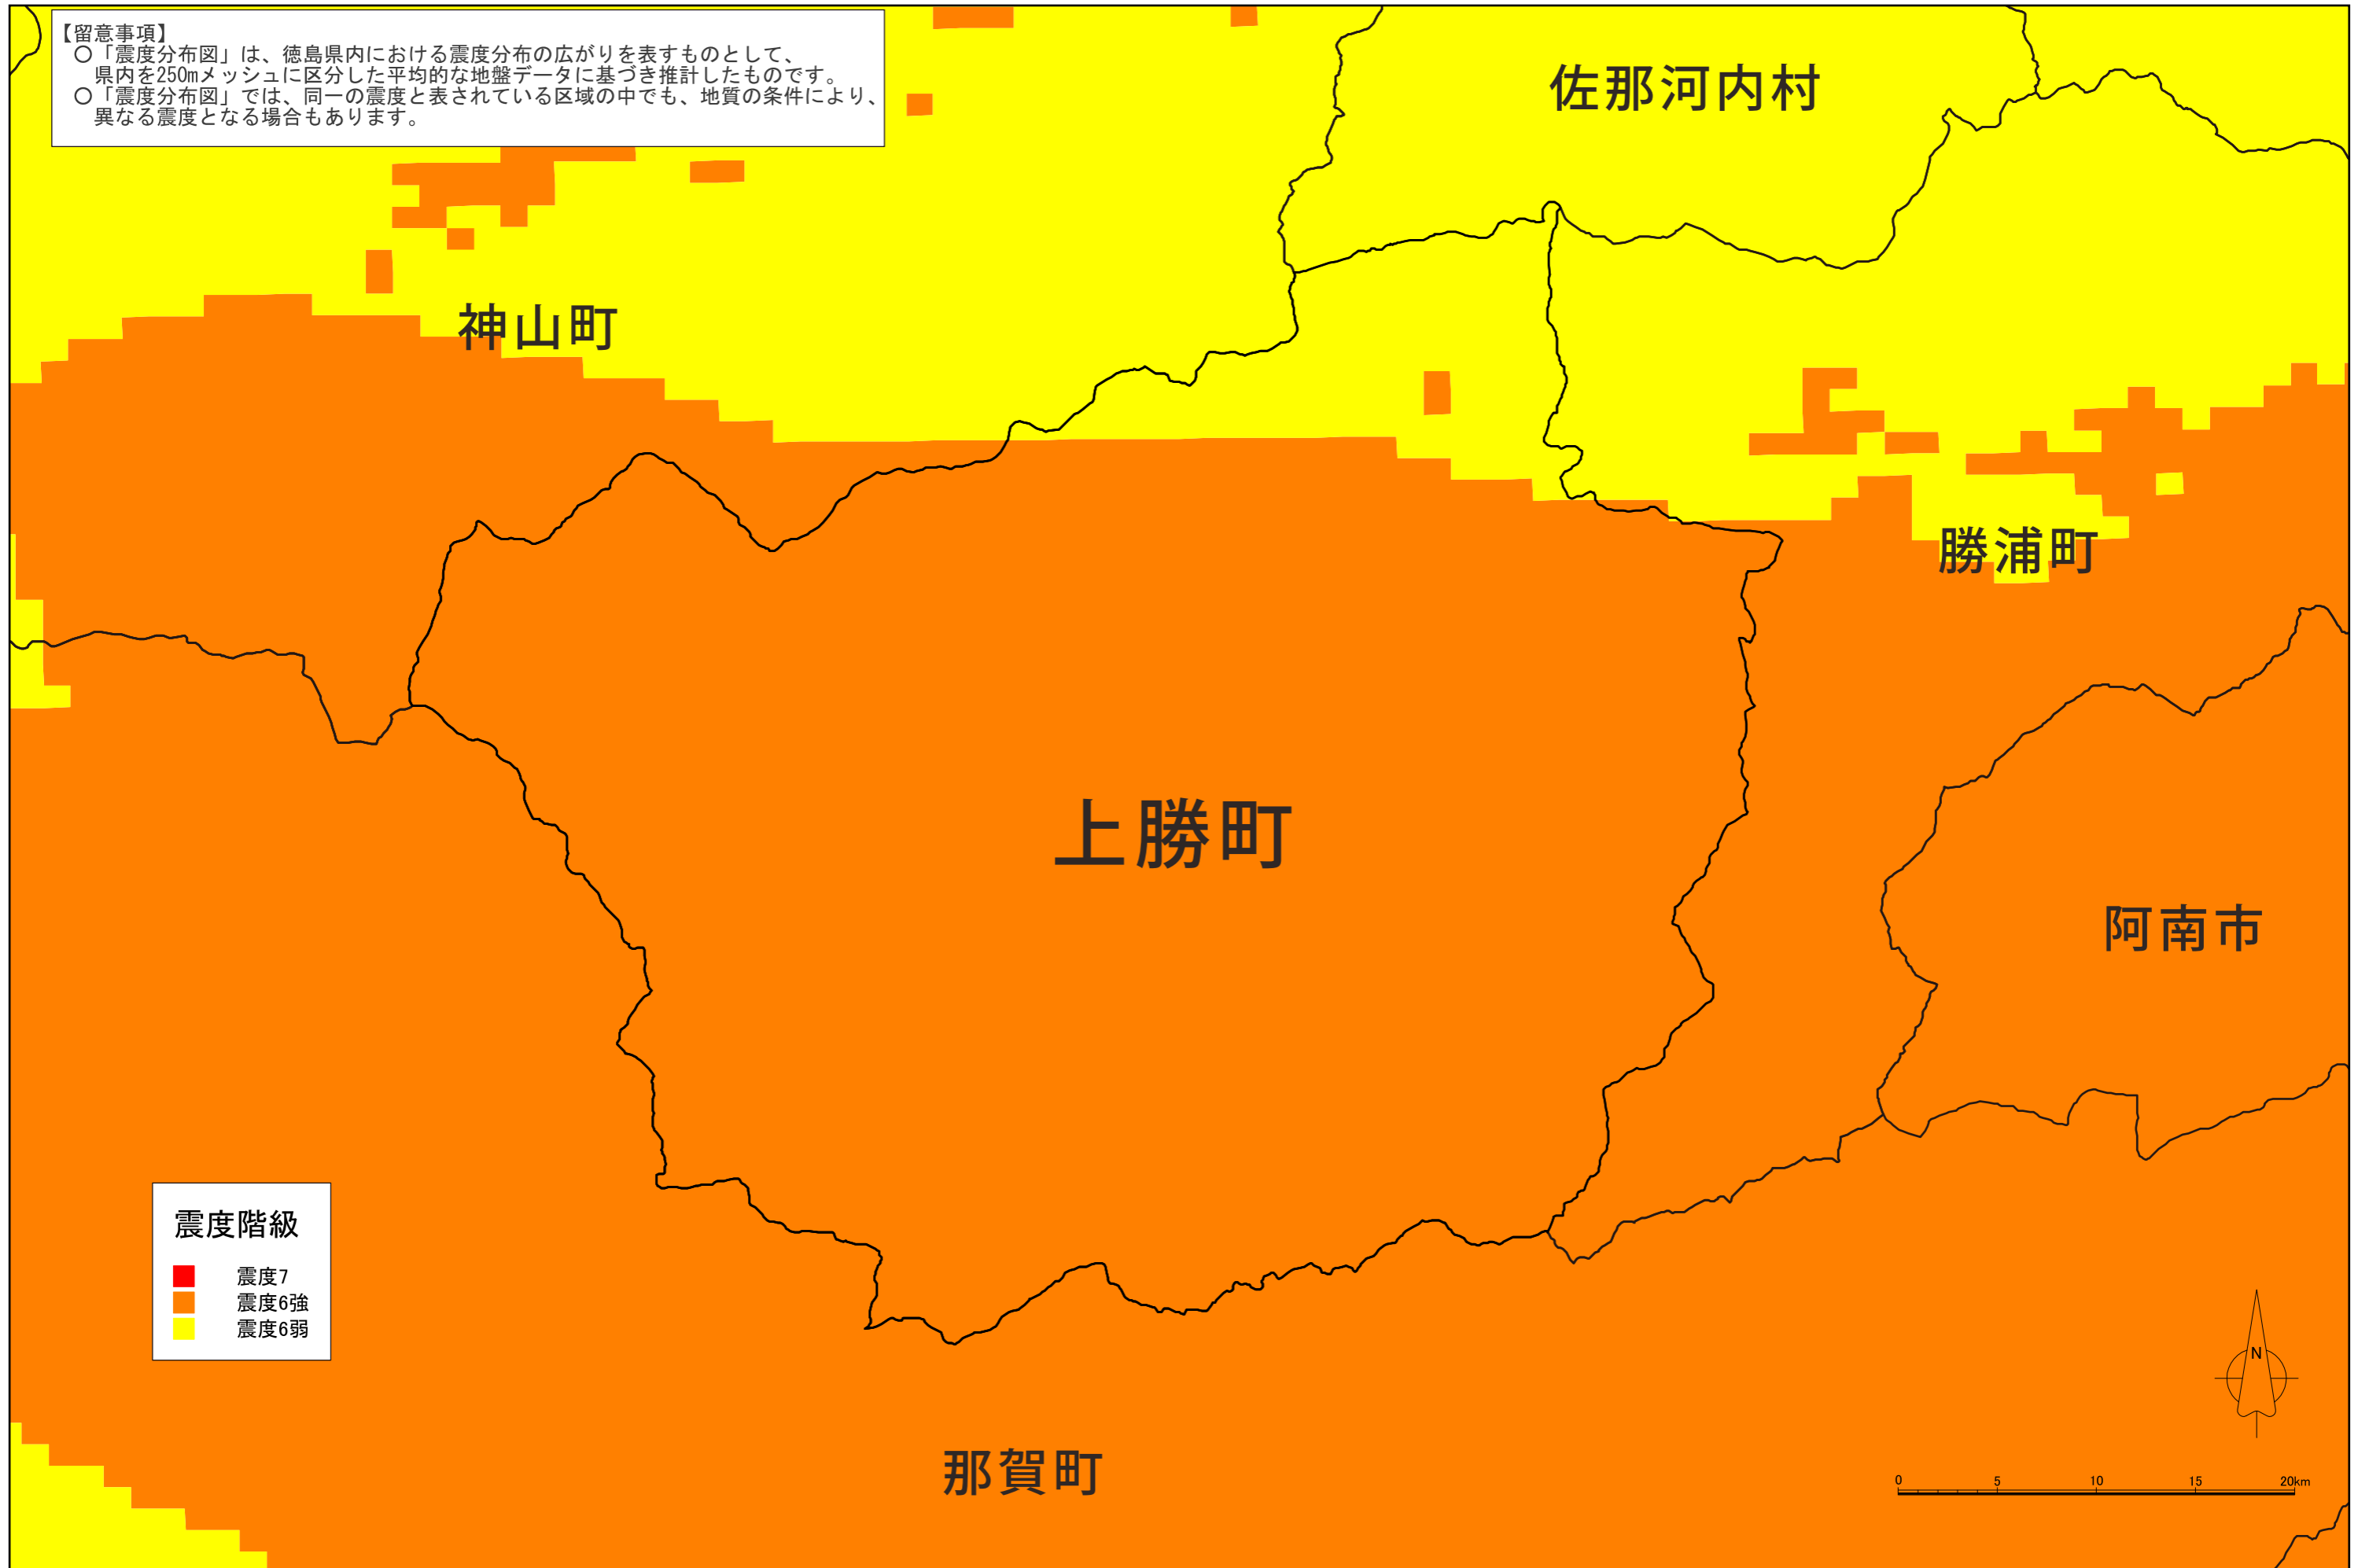 【留意事項】
〇「震度分布図」は、徳島県内における震度分布の広がりを表すものとして、
県内を250mメッシュに区分した平均的な地盤データに基づき推計したものです。
〇「震度分布図」では、同一の震度と表されている区域の中でも、地質の条件により、
異なる震度となる場合もあります。
佐那河内村
神山町
勝浦町
上勝町
阿南市
震度階級
震度7
震度6強
震度6弱
N
那賀町
0 5 10 15 20km